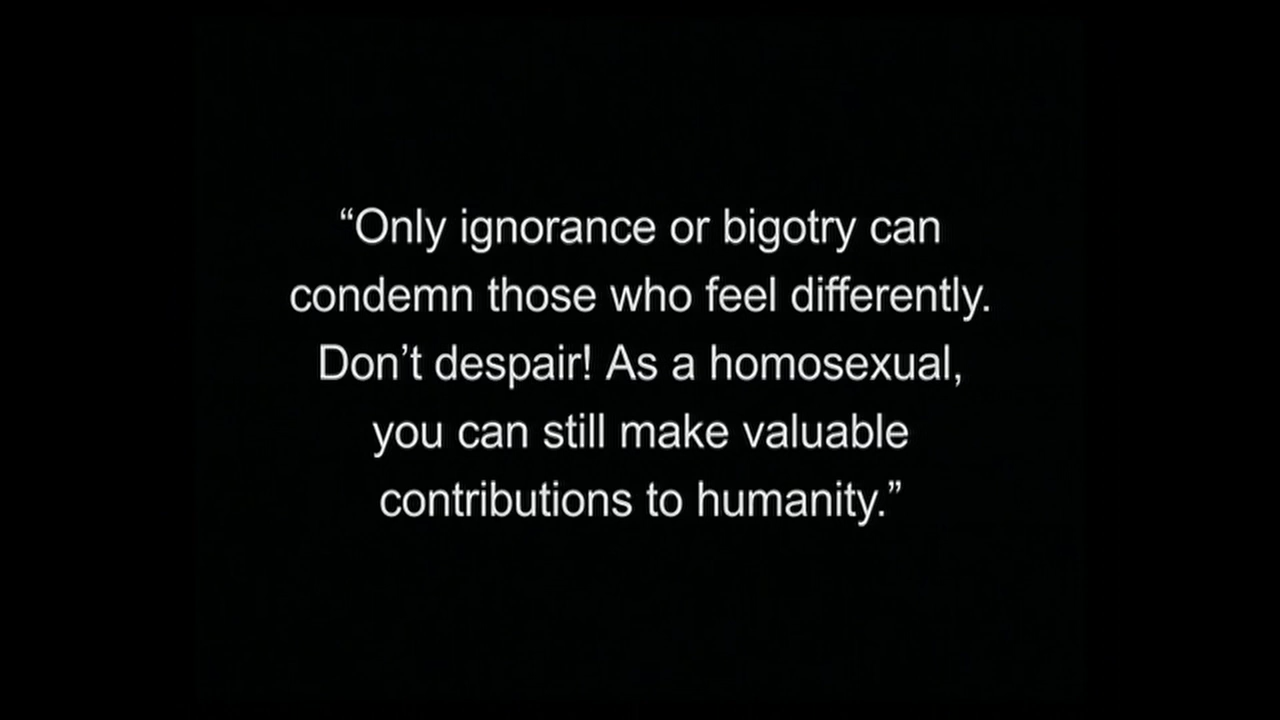 “Only ignorance or bigotry can
condemn those who feel differently.
Don’t despair! As a homosexual,
you can still make valuable
contributions to humanity.”